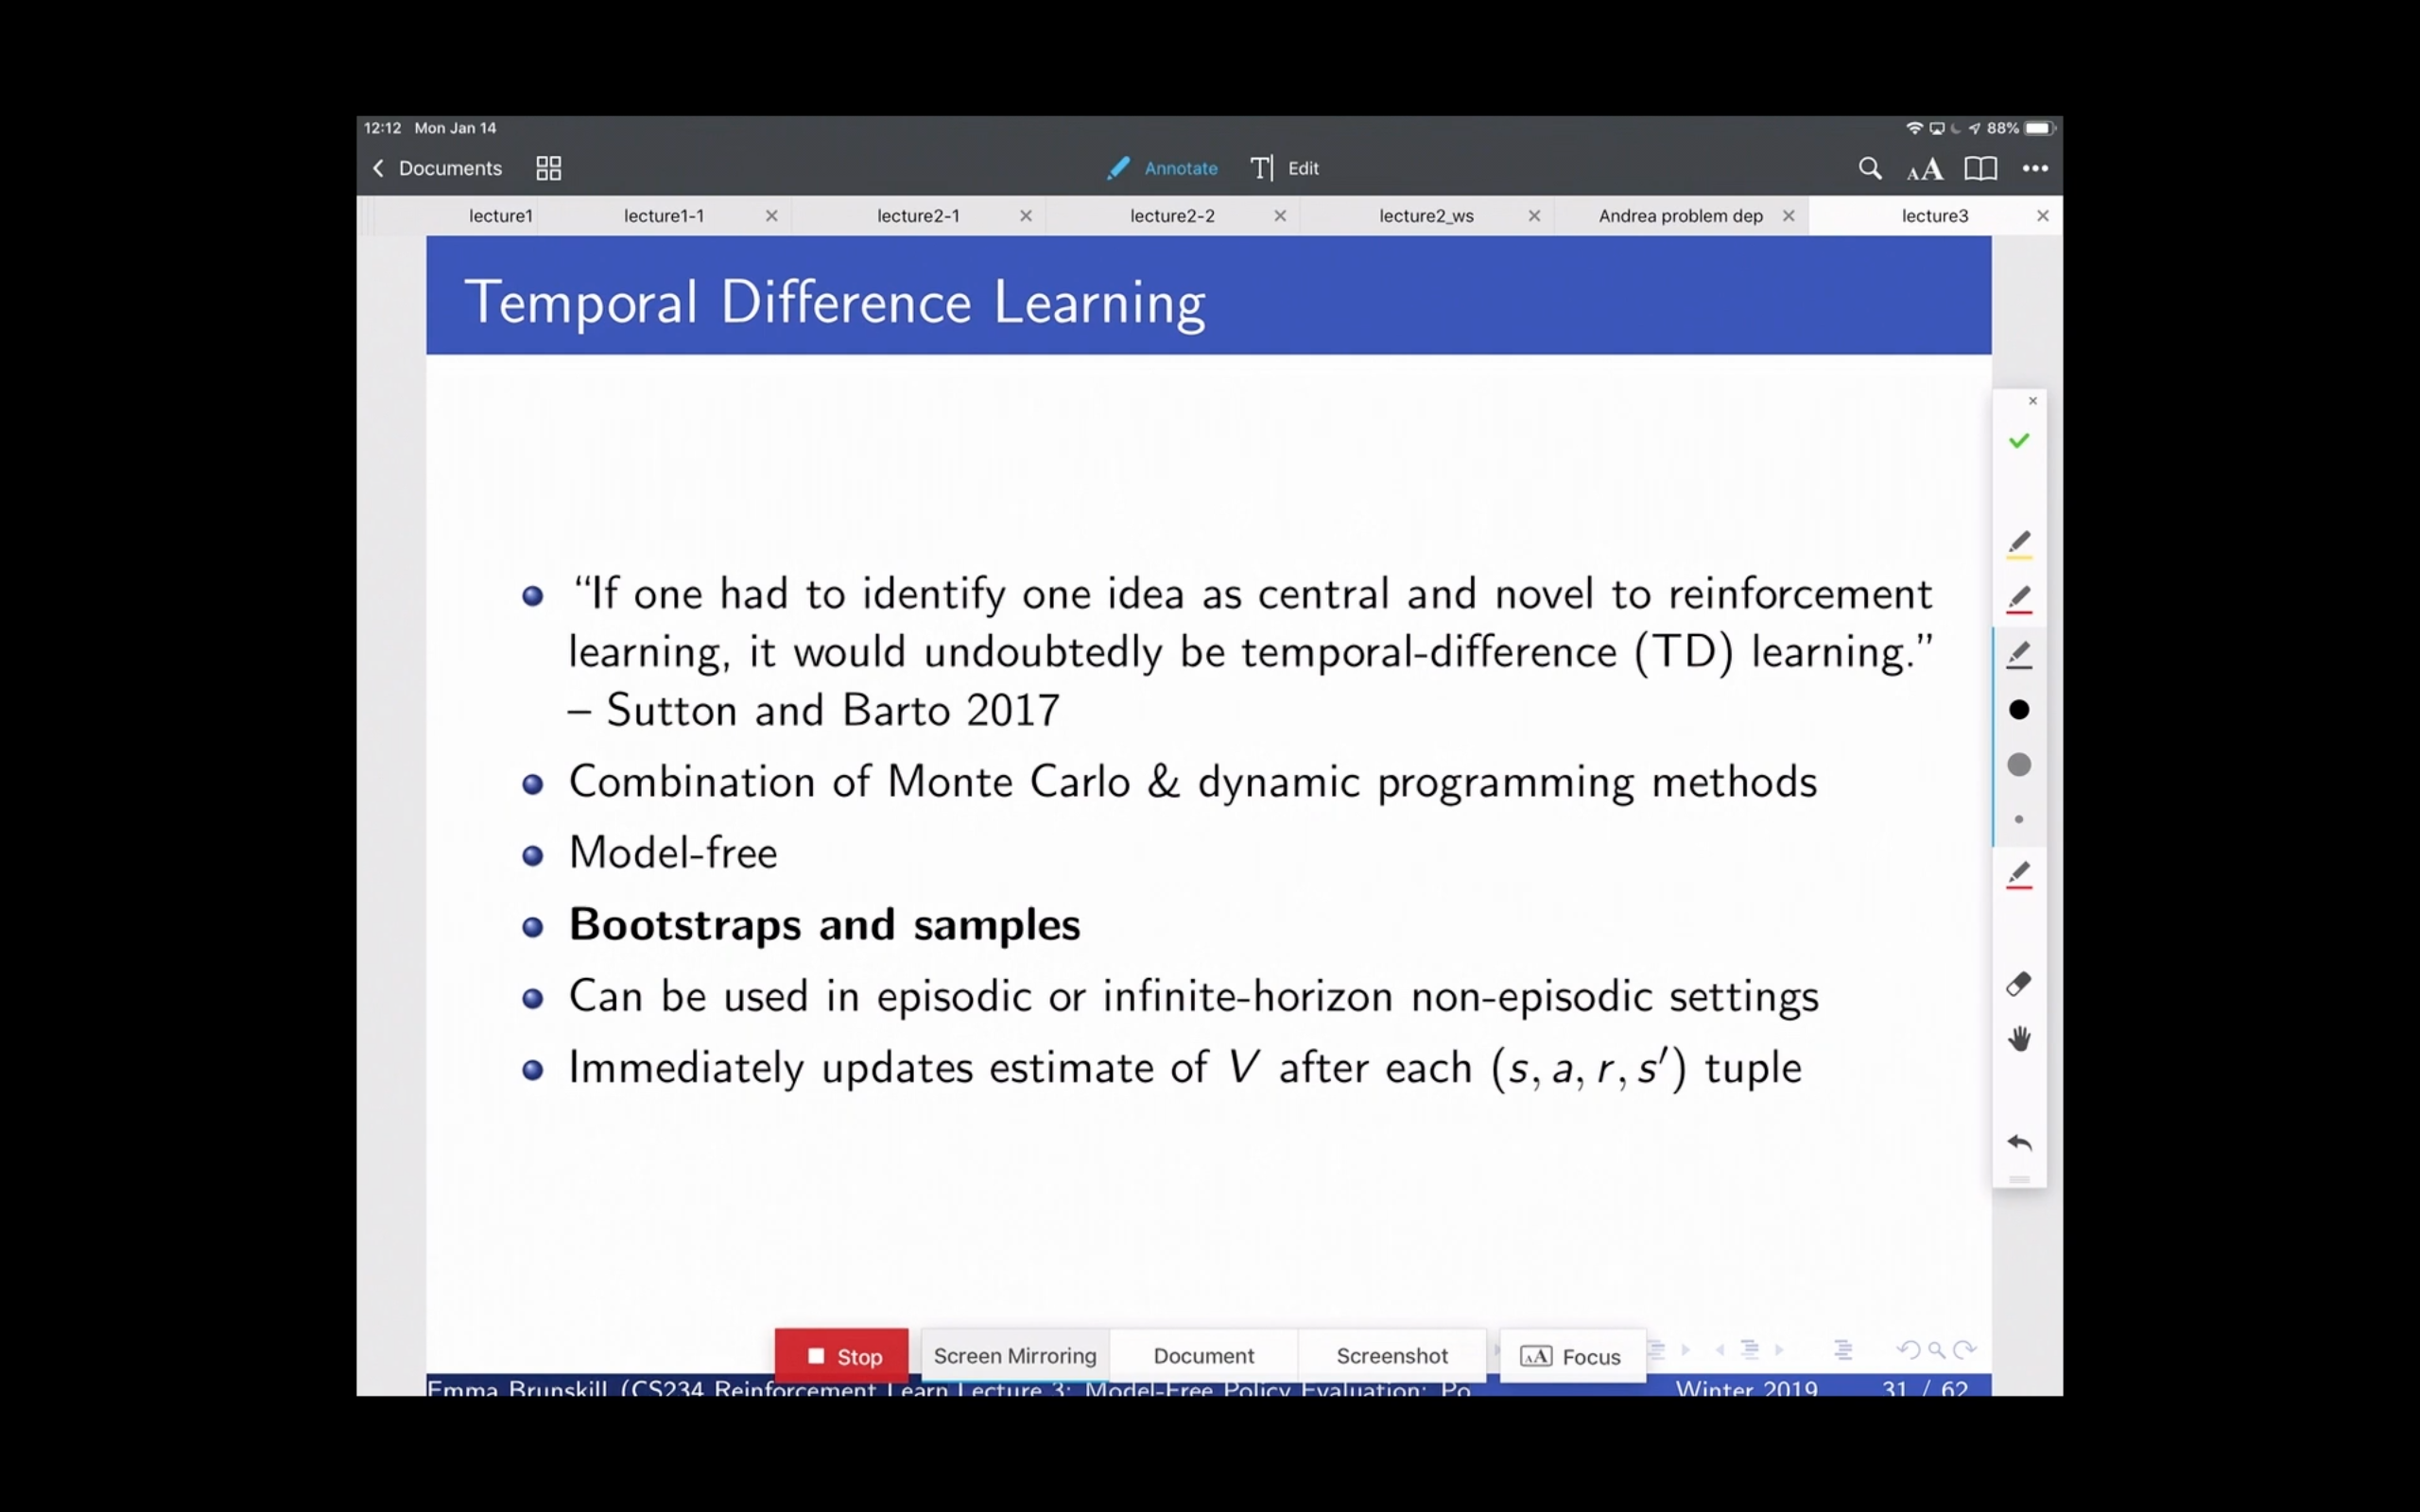 12:12 Mon Jan 14 88%
Documents Annotate T Edit AA
lecture1 lecture1-1 lecture2-1 lecture2-2 lecture2_ws Andrea problem dep lecture3
Temporal Difference Learning
“If one had to identify one idea as central and novel to reinforcement
learning, it would undoubtedly be temporal-difference (TD) learning.”
– Sutton and Barto 2017
Combination of Monte Carlo & dynamic programming methods
Model-free
Bootstraps and samples
Can be used in episodic or infinite-horizon non-episodic settings
Immediately updates estimate of V after each (s, a, r, s′) tuple
Stop Screen Mirroring Document Screenshot AA Focus
Emma Brunskill (CS234 Reinforcement Learn Lecture 3: Model-Free Policy Evaluation: Po Winter 2019 31 / 62